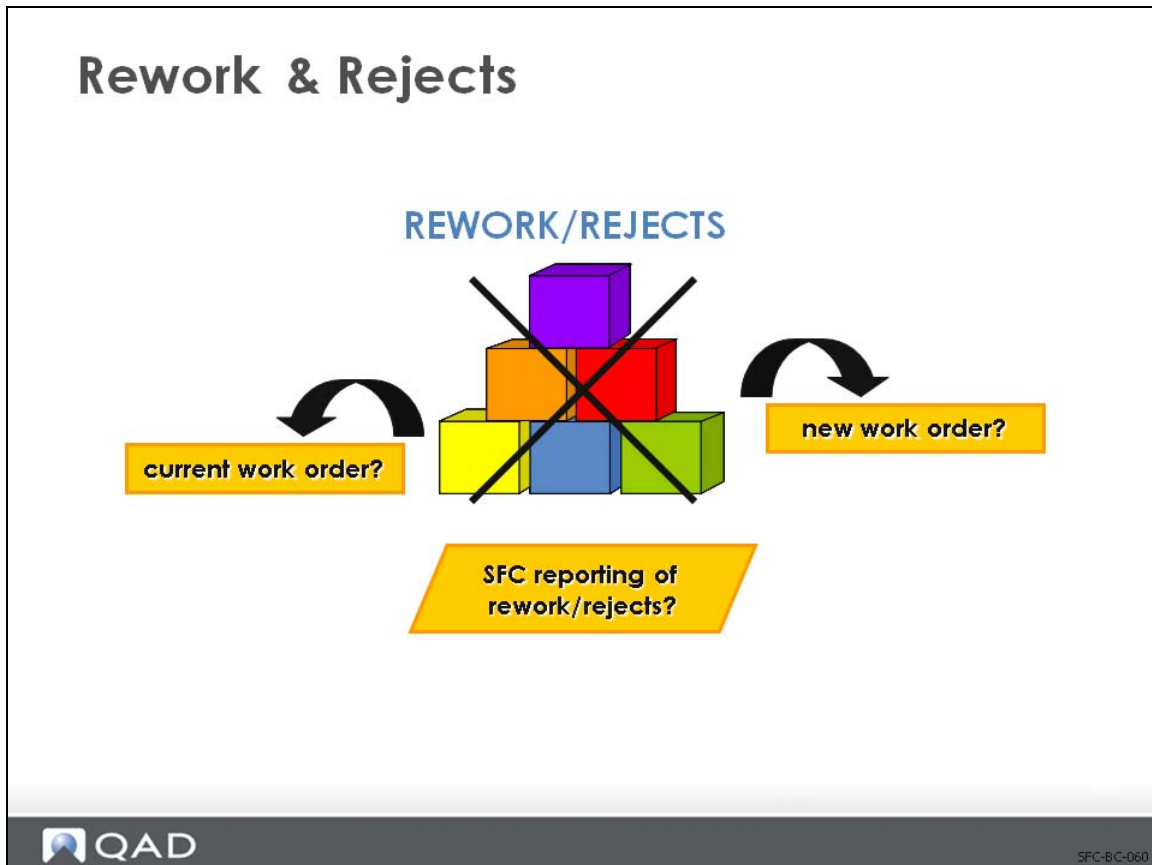 Rework & Rejects
REWORK/REJECTS
current work order?
new work order?
SFC reporting of
rework/rejects?
QAD
SFC-BC-060